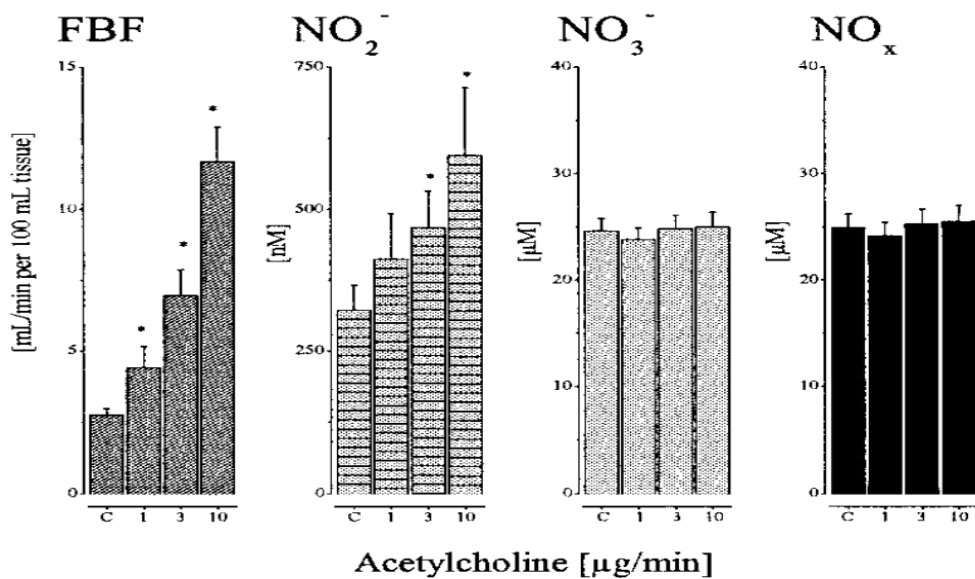 FBF
NO₂⁻
NO₃⁻
NOₓ
[mL/min per 100 mL tissue]
15
10
5
0
*
*
*
C 1 3 10
[nM]
750
500
250
0
*
*
C 1 3 10
[µM]
40
30
20
10
0
C 1 3 10
[µM]
40
30
20
10
0
C 1 3 10
Acetylcholine [µg/min]